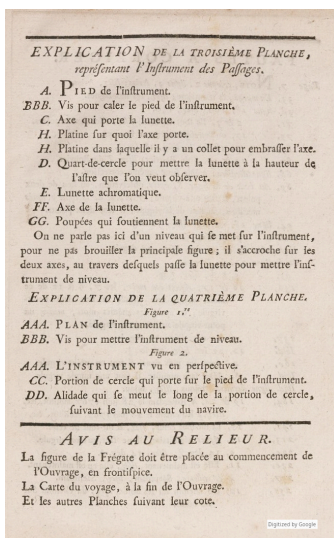 EXPLICATION DE LA TROISIÈME PLANCHE,
repréſentant l'Inſtrument des Paſſages.
A. PIED de l'inſtrument.
BBB. Vis pour caler le pied de l'inſtrument.
C. Axe qui porte la lunette.
H. Platine ſur quoi l'axe porte.
H. Platine dans laquelle il y a un collet pour embraſſer l'axe.
D. Quart-de-cercle pour mettre la lunette à la hauteur de
l'aſtre que l'on veut obſerver.
E. Lunette achromatique.
FF. Axe de la lunette.
GG. Poupées qui ſoutiennent la lunette.
On ne parle pas ici d'un niveau qui ſe met ſur l'inſtrument,
pour ne pas brouiller la principale figure ; il s'accroche ſur les
deux axes, au travers deſquels paſſe la lunette pour mettre l'inſ-
trument de niveau.
EXPLICATION DE LA QUATRIÈME PLANCHE.
Figure 1.re
AAA. PLAN de l'inſtrument.
BBB. Vis pour mettre l'inſtrument de niveau.
Figure 2.
AAA. L'INSTRUMENT vu en perſpective.
CC. Portion de cercle qui porte ſur le pied de l'inſtrument.
DD. Alidade qui ſe meut le long de la portion de cercle,
ſuivant le mouvement du navire.
AVIS AU RELIEUR.
La figure de la Frégate doit être placée au commencement de
l'Ouvrage, en frontiſpice.
La Carte du voyage, à la fin de l'Ouvrage.
Et les autres Planches ſuivant leur cote.
Digitized by Google